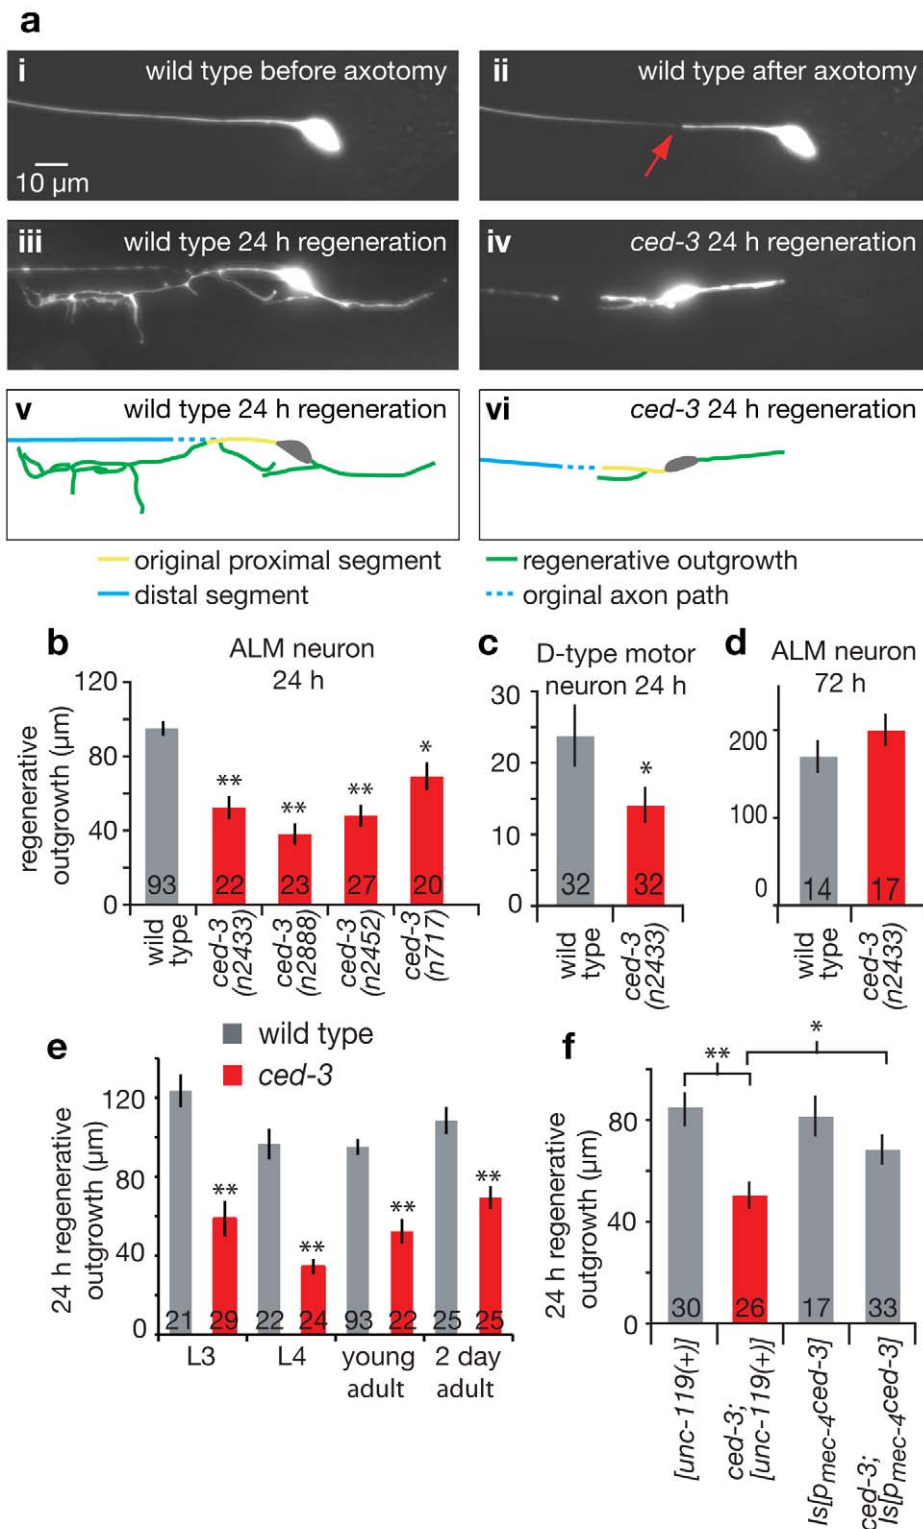 a
i wild type before axotomy
10 µm
ii wild type after axotomy
iii wild type 24 h regeneration
iv ced-3 24 h regeneration
v wild type 24 h regeneration
vi ced-3 24 h regeneration
original proximal segment
regenerative outgrowth
distal segment
orginal axon path
b
ALM neuron
24 h
regenerative
outgrowth (µm)
120
80
40
0
93
22
23
27
20
**
**
**
*
wild
type
ced-3
(n2433)
ced-3
(n2888)
ced-3
(n2452)
ced-3
(n717)
c
D-type motor
neuron 24 h
30
20
10
0
*
32
32
wild
type
ced-3
(n2433)
d
ALM neuron
72 h
200
100
0
14
17
wild
type
ced-3
(n2433)
e
wild type
ced-3
24 h regenerative
outgrowth (µm)
120
80
40
0
**
**
**
**
21
29
22
24
93
22
25
25
L3
L4
young
adult
2 day
adult
f
24 h regenerative
outgrowth (µm)
80
40
0
**
*
30
26
17
33
[unc-119(+)]
ced-3;
[unc-119(+)]
Is[pmec-4ced-3]
ced-3;
Is[pmec-4ced-3]